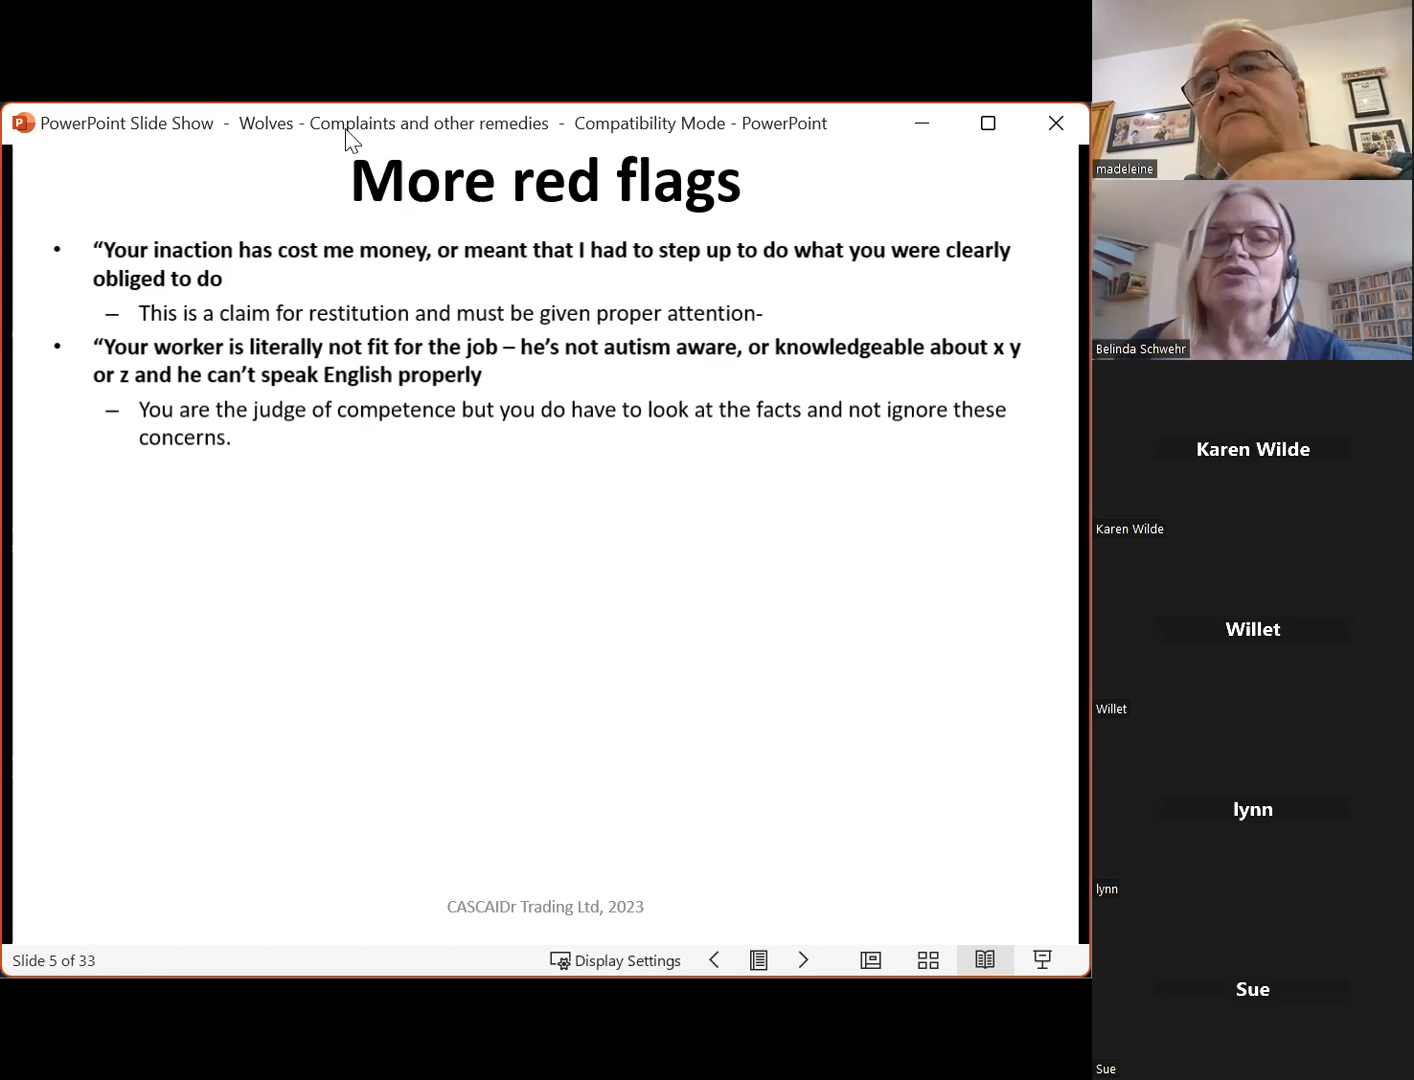 PowerPoint Slide Show - Wolves - Complaints and other remedies - Compatibility Mode - PowerPoint
More red flags
• “Your inaction has cost me money, or meant that I had to step up to do what you were clearly
obliged to do
– This is a claim for restitution and must be given proper attention-
• “Your worker is literally not fit for the job – he’s not autism aware, or knowledgeable about x y
or z and he can’t speak English properly
– You are the judge of competence but you do have to look at the facts and not ignore these
concerns.
CASCAIDr Trading Ltd, 2023
Slide 5 of 33
Display Settings
madeleine
Belinda Schwehr
Karen Wilde
Karen Wilde
Willet
Willet
lynn
lynn
Sue
Sue